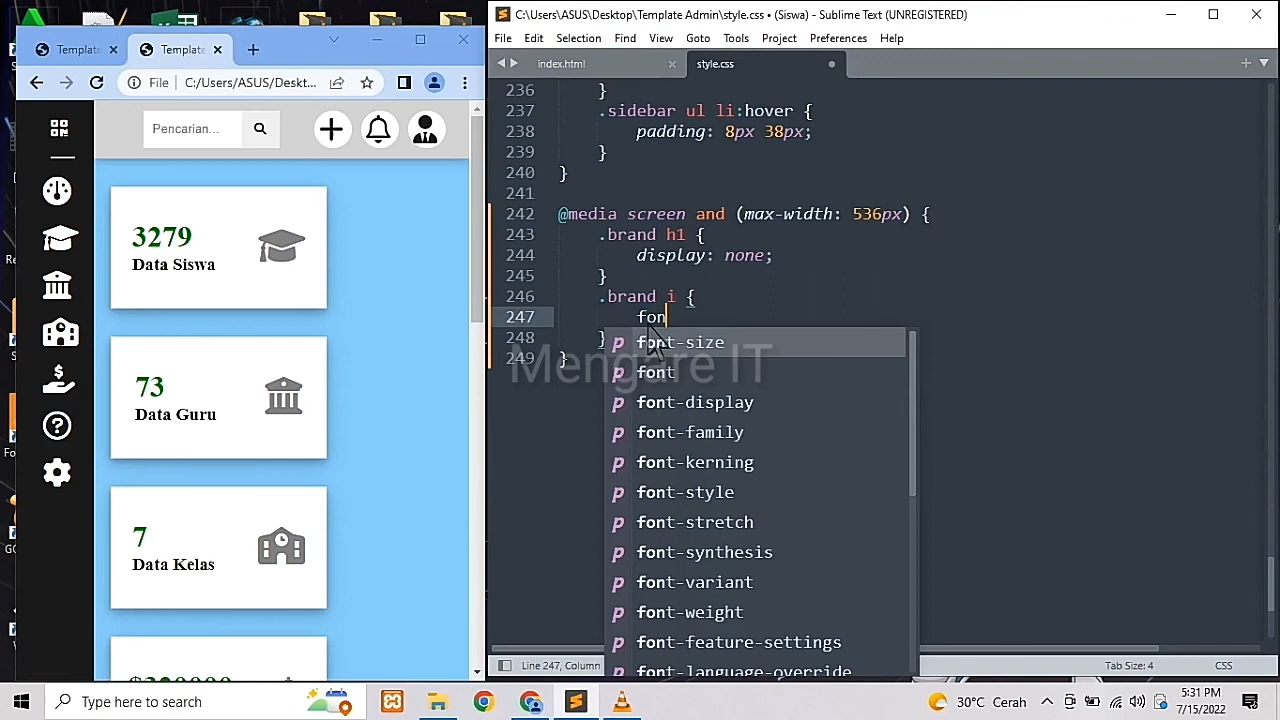 C:\Users\ASUS\Desktop\Template Admin\style.css • (Siswa) - Sublime Text (UNREGISTERED)
File Edit Selection Find View Goto Tools Project Preferences Help
index.html
style.css
Template
Template
File C:/Users/ASUS/Deskt...
Pencarian...
3279
Data Siswa
73
Data Guru
7
Data Kelas
236 }
237 .sidebar ul li:hover {
238 padding: 8px 38px;
239 }
240 }
241
242 @media screen and (max-width: 536px) {
243 .brand h1 {
244 display: none;
245 }
246 .brand i {
247 fon
248 }
249 }
p font-size
p font
p font-display
p font-family
p font-kerning
p font-style
p font-stretch
p font-synthesis
p font-variant
p font-weight
p font-feature-settings
p font-language-override
Mengare IT
Line 247, Column
Tab Size: 4
CSS
Type here to search
30°C Cerah
5:31 PM
7/15/2022